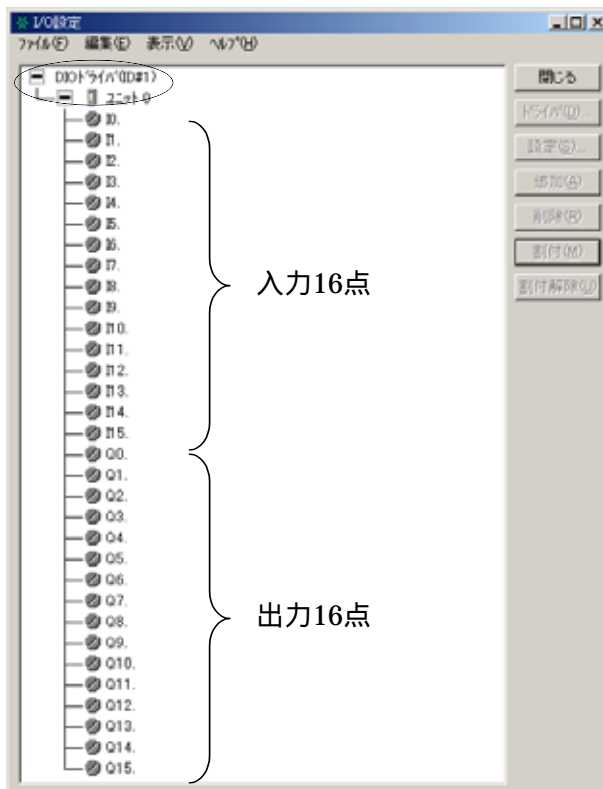 I/O設定
ファイル(F) 編集(E) 表示(V) ヘルプ(H)
DIOドライバ(ID#1)
ユニット0
I0.
I1.
I2.
I3.
I4.
I5.
I6.
I7.
I8.
I9.
I10.
I11.
I12.
I13.
I14.
I15.
Q0.
Q1.
Q2.
Q3.
Q4.
Q5.
Q6.
Q7.
Q8.
Q9.
Q10.
Q11.
Q12.
Q13.
Q14.
Q15.
入力16点
出力16点
閉じる
ドライバ(D)...
設定(S)...
追加(A)
削除(R)
割付(M)
割付解除(U)